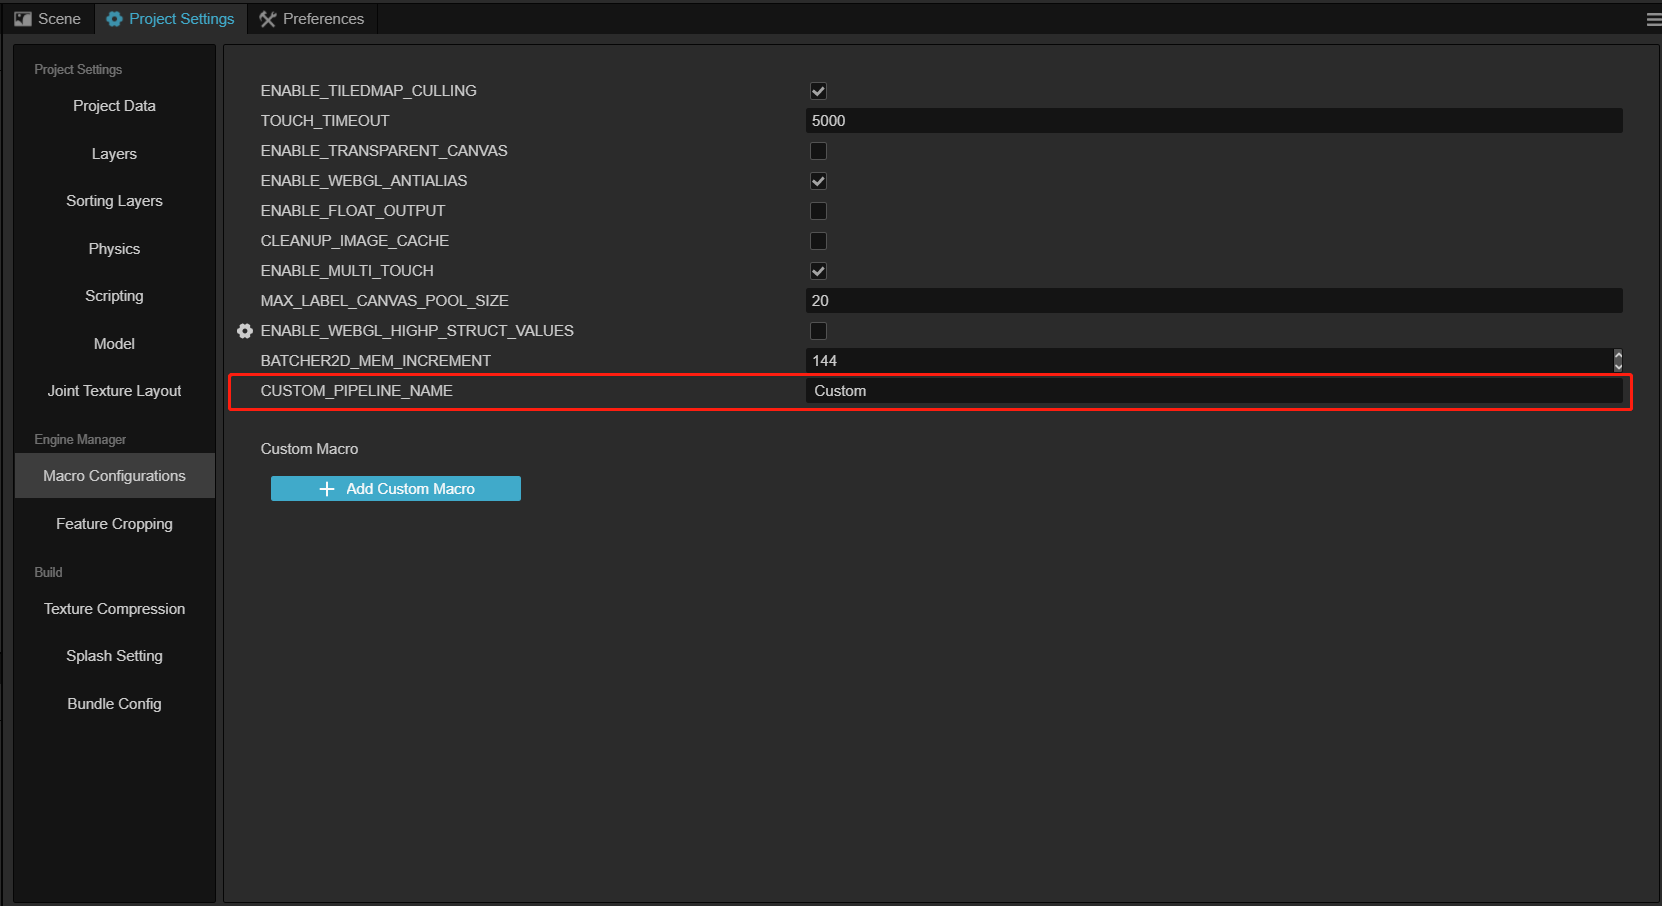 Scene Project Settings Preferences
Project Settings
Project Data
Layers
Sorting Layers
Physics
Scripting
Model
Joint Texture Layout
Engine Manager
Macro Configurations
Feature Cropping
Build
Texture Compression
Splash Setting
Bundle Config
ENABLE_TILEDMAP_CULLING
TOUCH_TIMEOUT 5000
ENABLE_TRANSPARENT_CANVAS
ENABLE_WEBGL_ANTIALIAS
ENABLE_FLOAT_OUTPUT
CLEANUP_IMAGE_CACHE
ENABLE_MULTI_TOUCH
MAX_LABEL_CANVAS_POOL_SIZE 20
ENABLE_WEBGL_HIGHP_STRUCT_VALUES
BATCHER2D_MEM_INCREMENT 144
CUSTOM_PIPELINE_NAME Custom
Custom Macro
Add Custom Macro